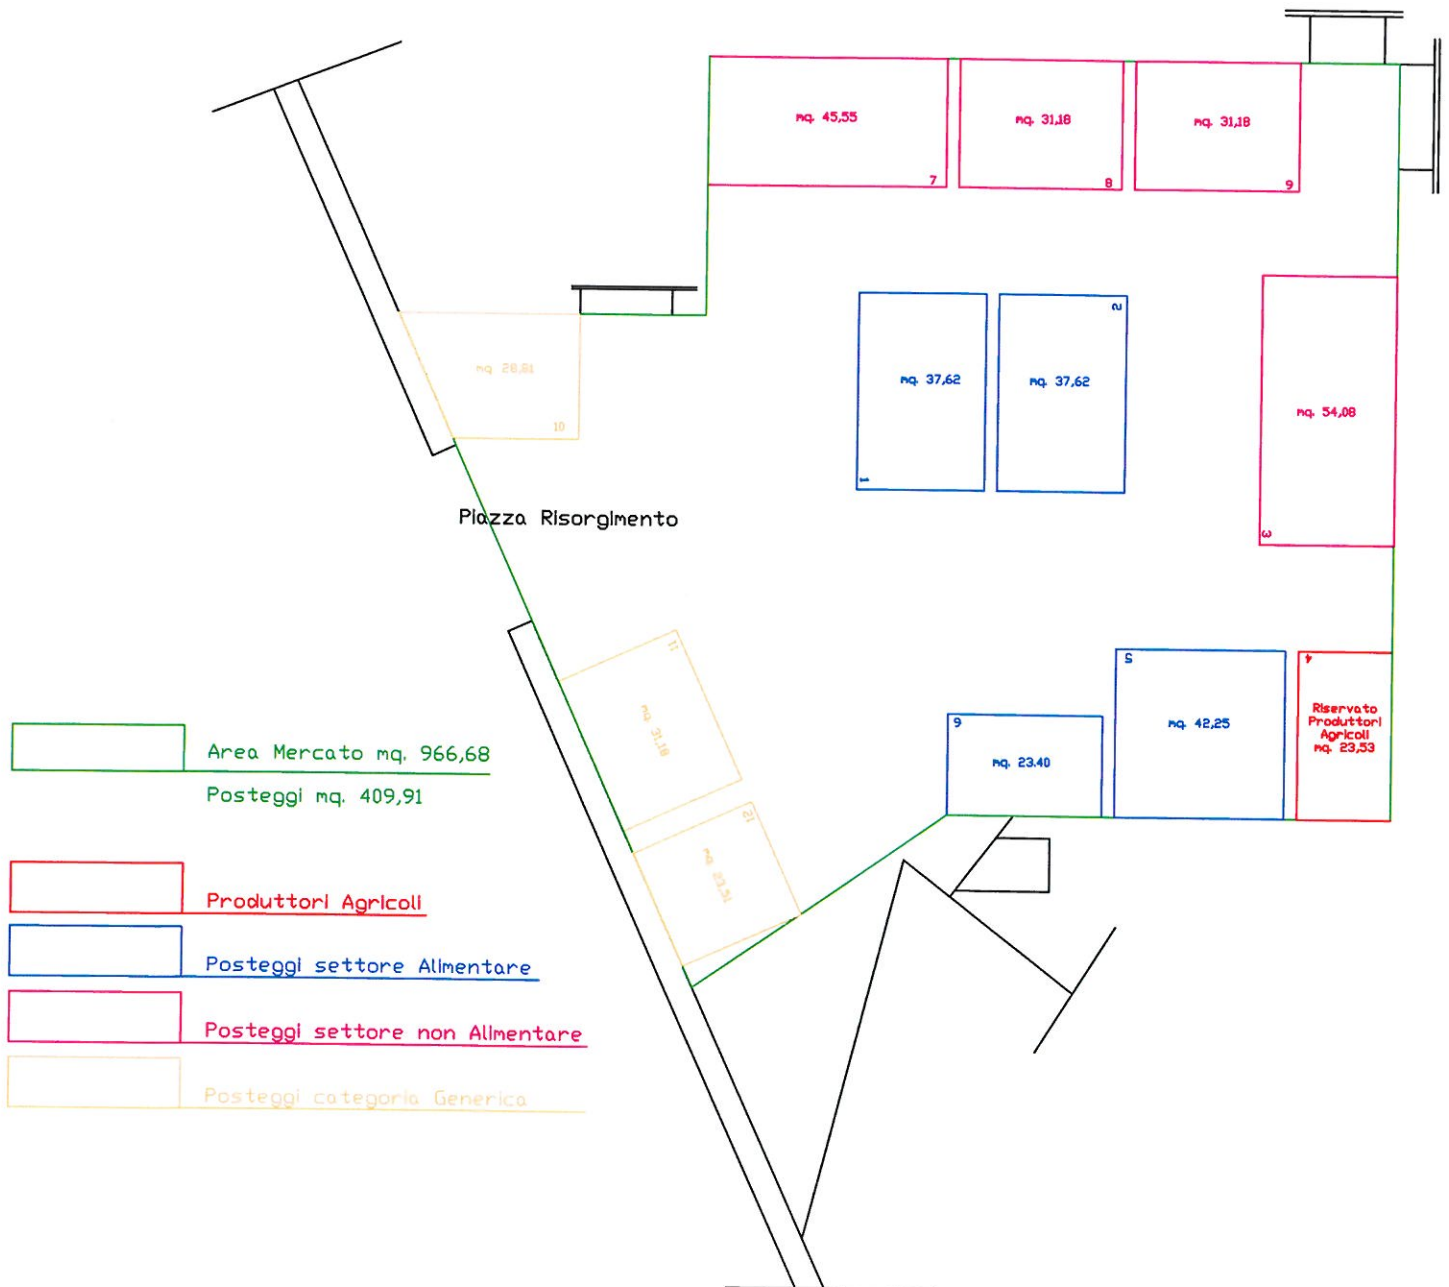 mq. 45,55
7
mq. 31,18
8
mq. 31,18
9
mq. 28,81
10
mq. 37,62
1
mq. 37,62
2
mq. 54,08
3
Piazza Risorgimento
11
mq. 31,18
12
mq. 23,51
6
mq. 23.40
5
mq. 42,25
4
Riservato
Produttori
Agricoli
mq. 23,53
Area Mercato mq. 966,68
Posteggi mq. 409,91
Produttori Agricoli
Posteggi settore Alimentare
Posteggi settore non Alimentare
Posteggi categoria Generica